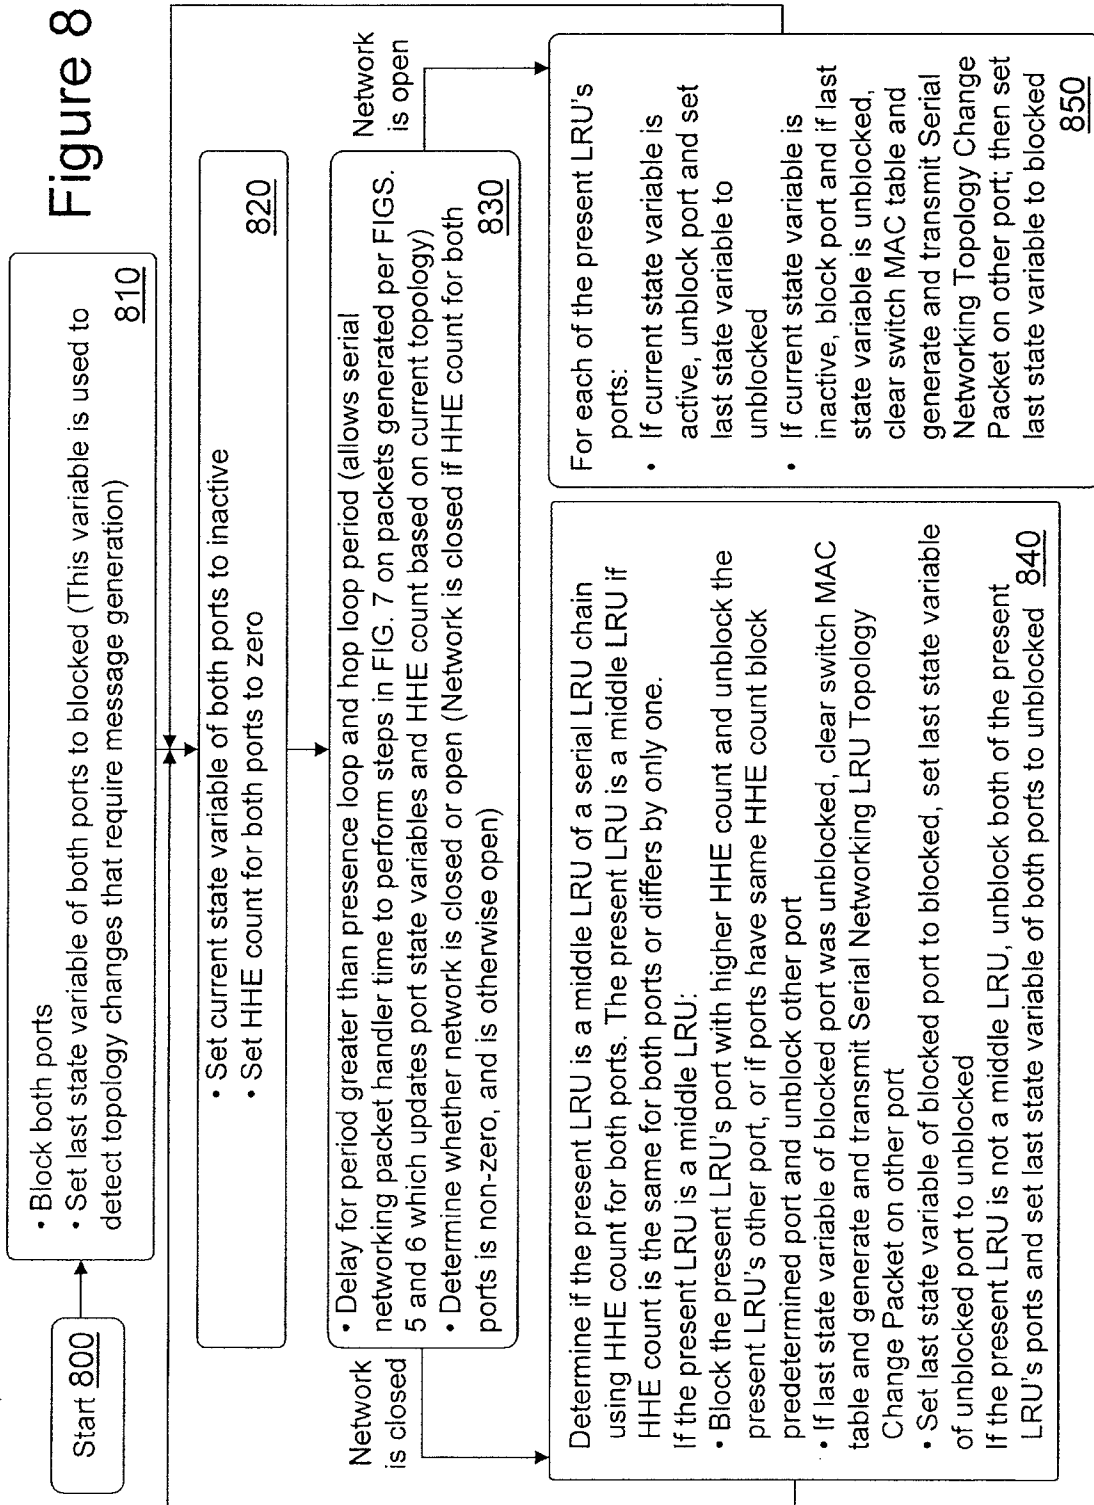 Figure 8
Start 800
• Block both ports
• Set last state variable of both ports to blocked (This variable is used to
detect topology changes that require message generation)
810
• Set current state variable of both ports to inactive
• Set HHE count for both ports to zero
820
• Delay for period greater than presence loop and hop loop period (allows serial
networking packet handler time to perform steps in FIG. 7 on packets generated per FIGS.
5 and 6 which updates port state variables and HHE count based on current topology)
• Determine whether network is closed or open (Network is closed if HHE count for both
ports is non-zero, and is otherwise open)
830
Network
is closed
Network
is open
Determine if the present LRU is a middle LRU of a serial LRU chain
using HHE count for both ports. The present LRU is a middle LRU if
HHE count is the same for both ports or differs by only one.
If the present LRU is a middle LRU:
• Block the present LRU's port with higher HHE count and unblock the
present LRU's other port, or if ports have same HHE count block
predetermined port and unblock other port
• If last state variable of blocked port was unblocked, clear switch MAC
table and generate and transmit Serial Networking LRU Topology
Change Packet on other port
• Set last state variable of blocked port to blocked, set last state variable
of unblocked port to unblocked
If the present LRU is not a middle LRU, unblock both of the present
LRU's ports and set last state variable of both ports to unblocked
840
For each of the present LRU's
ports:
• If current state variable is
active, unblock port and set
last state variable to
unblocked
• If current state variable is
inactive, block port and if last
state variable is unblocked,
clear switch MAC table and
generate and transmit Serial
Networking Topology Change
Packet on other port; then set
last state variable to blocked
850